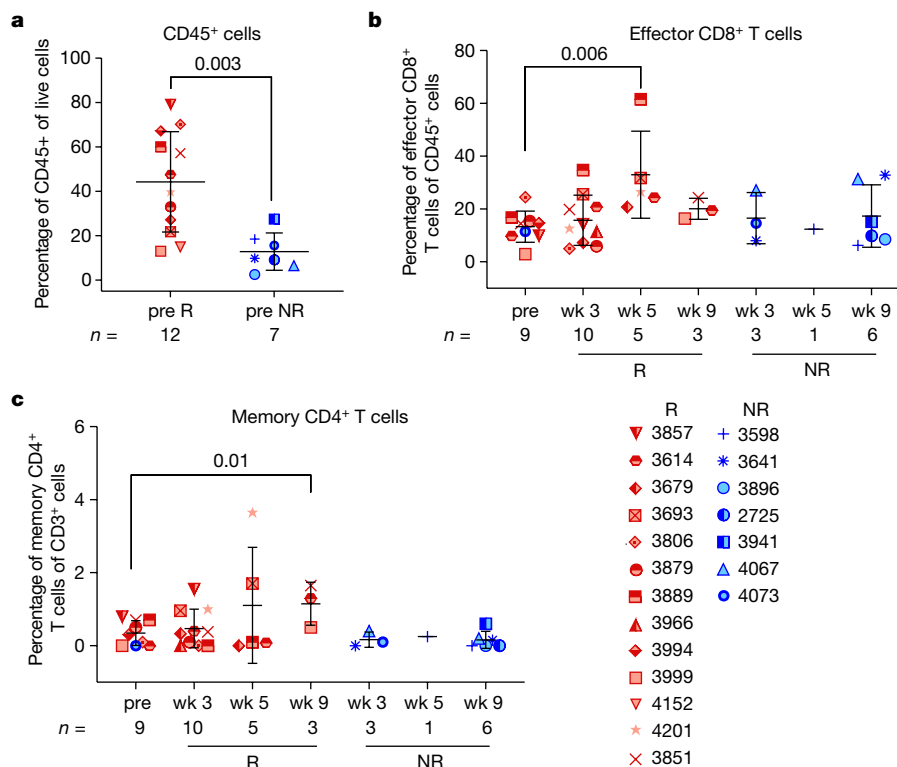 a
CD45⁺ cells
Percentage of CD45+ of live cells
100
80
60
40
20
0
0.003
pre R
pre NR
n =
12
7
b
Effector CD8⁺ T cells
Percentage of effector CD8⁺
T cells of CD45⁺ cells
80
60
40
20
0
0.006
pre
wk 3
wk 5
wk 9
wk 3
wk 5
wk 9
n =
9
10
5
3
3
1
6
R
NR
c
Memory CD4⁺ T cells
Percentage of memory CD4⁺
T cells of CD3⁺ cells
6
4
2
0
0.01
pre
wk 3
wk 5
wk 9
wk 3
wk 5
wk 9
n =
9
10
5
3
3
1
6
R
NR
R
3857
3614
3679
3693
3806
3879
3889
3966
3994
3999
4152
4201
3851
NR
3598
3641
3896
2725
3941
4067
4073